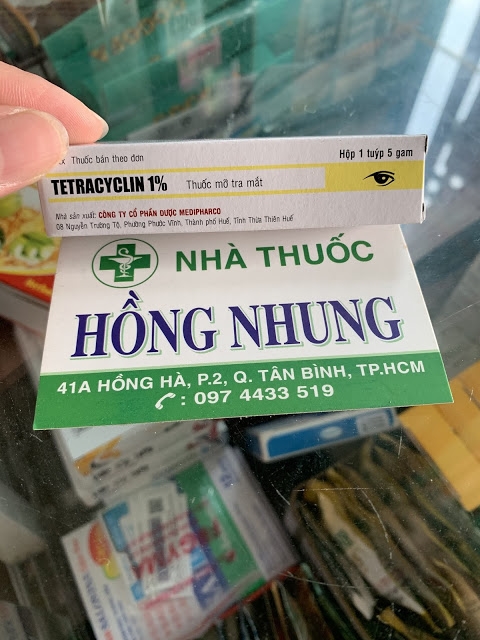 Thuốc bán theo đơn
Hộp 1 tuýp 5 gam
TETRACYCLIN 1%
Thuốc mỡ tra mắt
Nhà sản xuất: CÔNG TY CỔ PHẦN DƯỢC MEDIPHARCO
08 Nguyễn Trường Tộ, Phường Phước Vĩnh, Thành phố Huế, Tỉnh Thừa Thiên Huế
NHÀ THUỐC
HỒNG NHUNG
41A HỒNG HÀ, P.2, Q. TÂN BÌNH, TP.HCM
: 097 4433 519